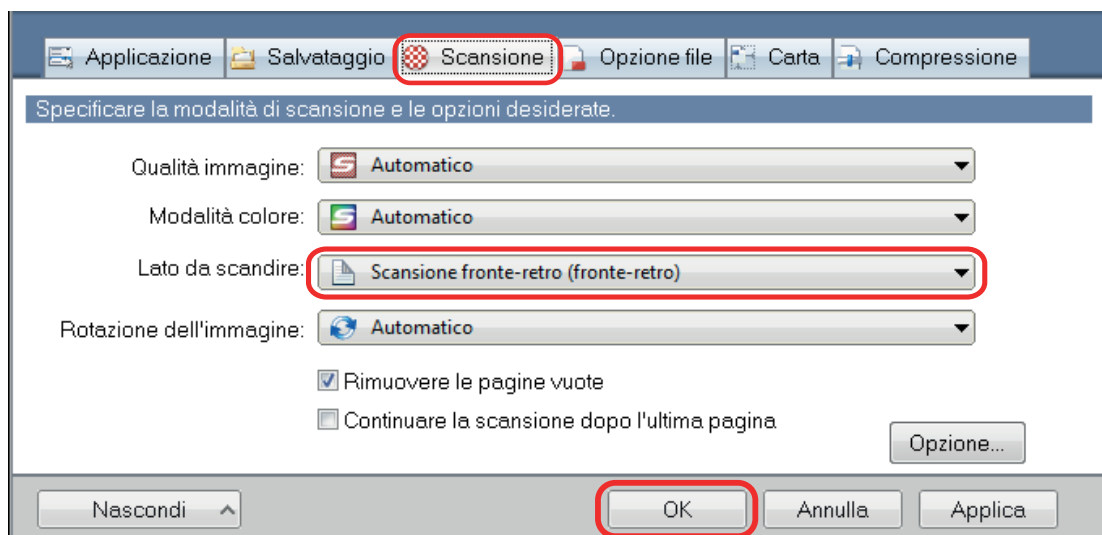 Applicazione Salvataggio Scansione Opzione file Carta Compressione
Specificare la modalità di scansione e le opzioni desiderate.
Qualità immagine: Automatico
Modalità colore: Automatico
Lato da scandire: Scansione fronte-retro (fronte-retro)
Rotazione dell'immagine: Automatico
Rimuovere le pagine vuote
Continuare la scansione dopo l'ultima pagina
Opzione...
Nascondi OK Annulla Applica